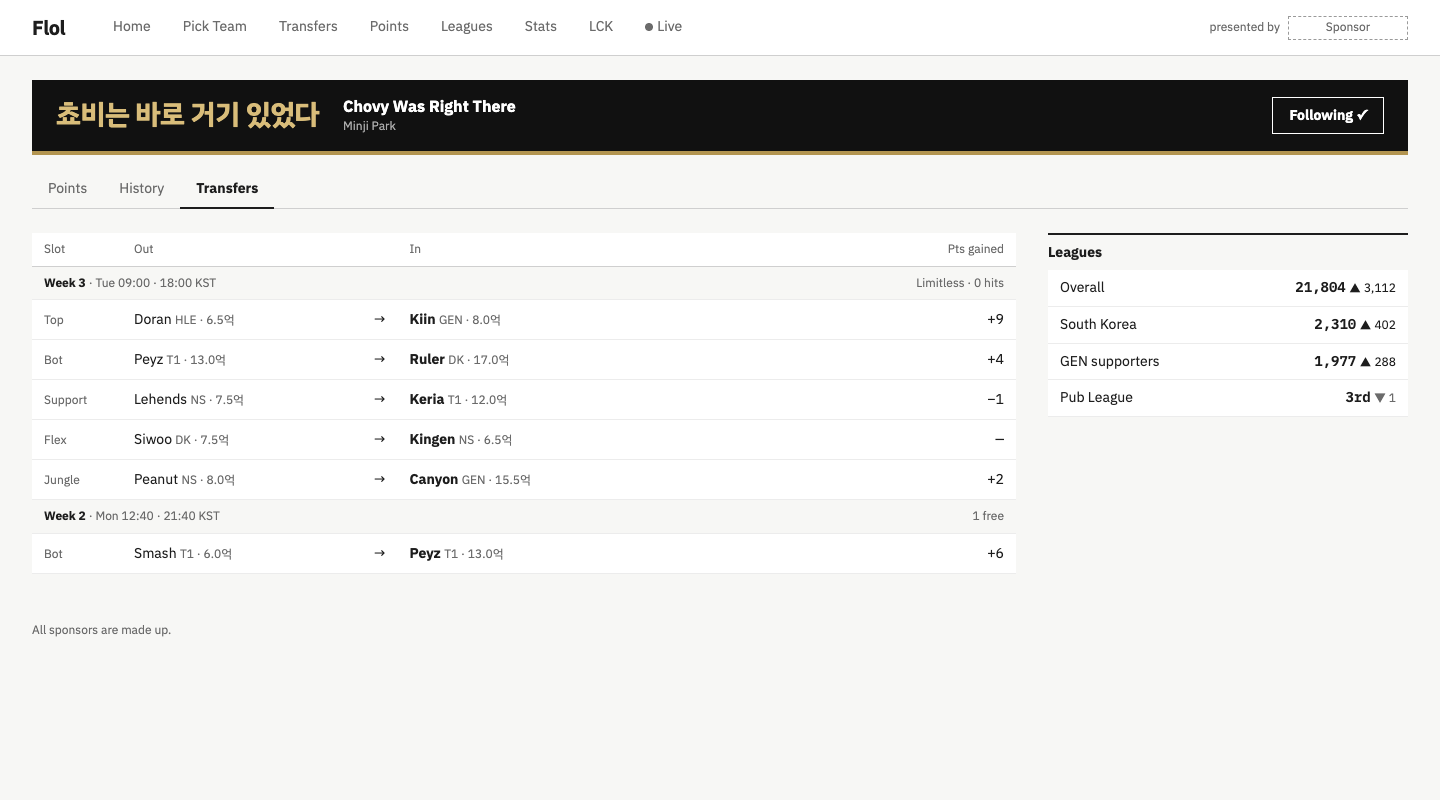 Flol Home Pick Team Transfers Points Leagues Stats LCK ● Live presented by Sponsor
쵸비는 바로 거기 있었다 Chovy Was Right There Following ✓
Minji Park
Points History Transfers
Slot Out In Pts gained
Week 3 · Tue 09:00 · 18:00 KST Limitless · 0 hits
Top Doran HLE · 6.5억 → Kiin GEN · 8.0억 +9
Bot Peyz T1 · 13.0억 → Ruler DK · 17.0억 +4
Support Lehends NS · 7.5억 → Keria T1 · 12.0억 −1
Flex Siwoo DK · 7.5억 → Kingen NS · 6.5억 –
Jungle Peanut NS · 8.0억 → Canyon GEN · 15.5억 +2
Week 2 · Mon 12:40 · 21:40 KST 1 free
Bot Smash T1 · 6.0억 → Peyz T1 · 13.0억 +6
Leagues
Overall 21,804 ▲ 3,112
South Korea 2,310 ▲ 402
GEN supporters 1,977 ▲ 288
Pub League 3rd ▼ 1
All sponsors are made up.